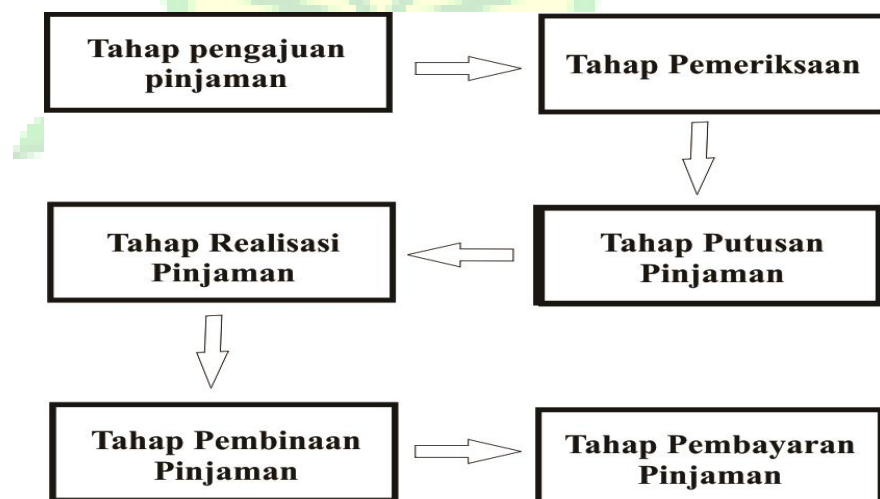 Tahap pengajuan
pinjaman
Tahap Pemeriksaan
Tahap Putusan
Pinjaman
Tahap Realisasi
Pinjaman
Tahap Pembinaan
Pinjaman
Tahap Pembayaran
Pinjaman